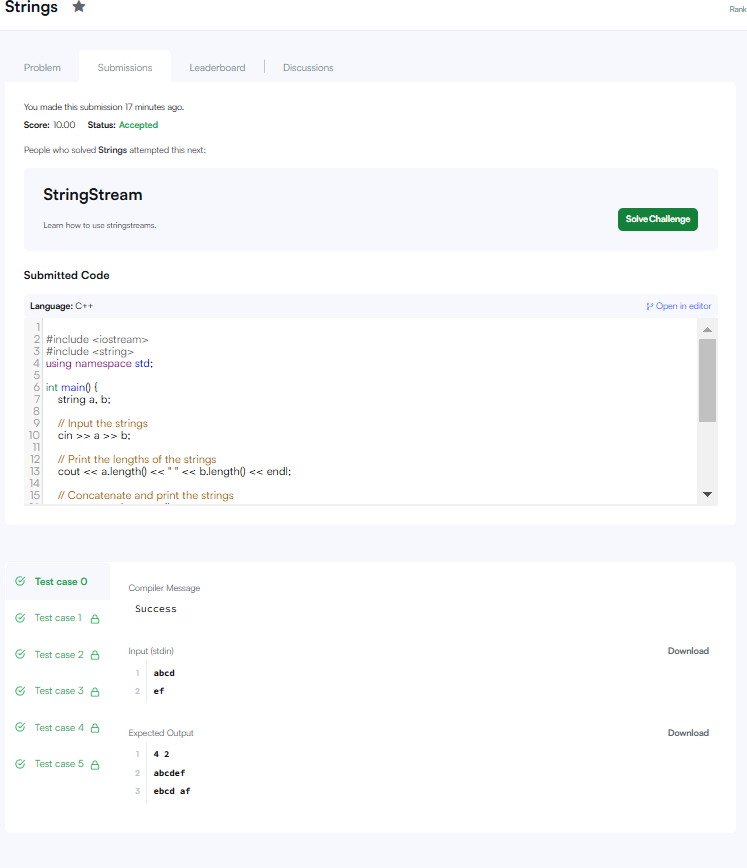 Strings
Rank
Problem Submissions Leaderboard Discussions
You made this submission 17 minutes ago.
Score: 10.00 Status: Accepted
People who solved Strings attempted this next:
StringStream
Learn how to use stringstreams.
Solve Challenge
Submitted Code
Language: C++ Open in editor
1
2 #include <iostream>
3 #include <string>
4 using namespace std;
5
6 int main() {
7 string a, b;
8
9 // Input the strings
10 cin >> a >> b;
11
12 // Print the lengths of the strings
13 cout << a.length() << " " << b.length() << endl;
14
15 // Concatenate and print the strings
Test case 0
Test case 1
Test case 2
Test case 3
Test case 4
Test case 5
Compiler Message
Success
Input (stdin) Download
1 abcd
2 ef
Expected Output Download
1 4 2
2 abcdef
3 ebcd af